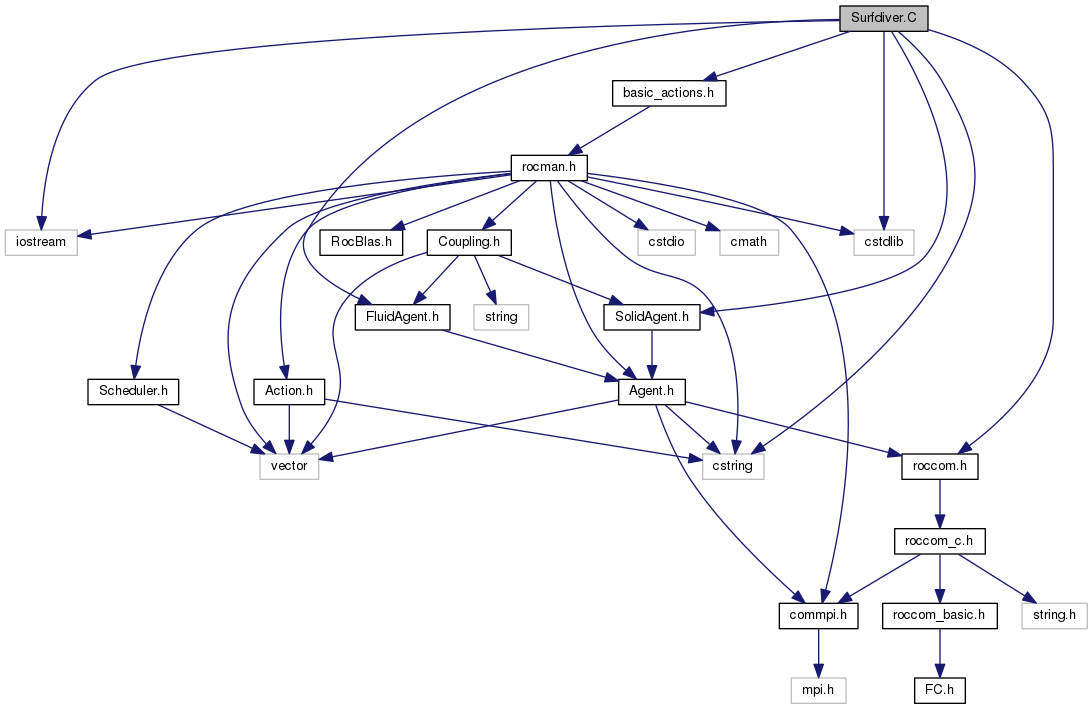 Surfdiver.C
basic_actions.h
rocman.h
iostream
RocBlas.h
Coupling.h
cstdio
cmath
cstdlib
FluidAgent.h
string
SolidAgent.h
Scheduler.h
Action.h
Agent.h
vector
cstring
roccom.h
roccom_c.h
commpi.h
roccom_basic.h
string.h
mpi.h
FC.h